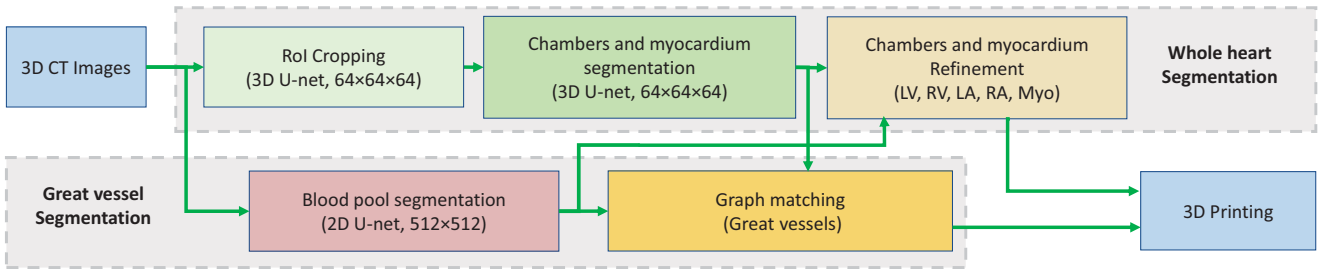 3D CT Images
RoI Cropping
(3D U-net, 64×64×64)
Chambers and myocardium
segmentation
(3D U-net, 64×64×64)
Chambers and myocardium
Refinement
(LV, RV, LA, RA, Myo)
Whole heart
Segmentation
Great vessel
Segmentation
Blood pool segmentation
(2D U-net, 512×512)
Graph matching
(Great vessels)
3D Printing